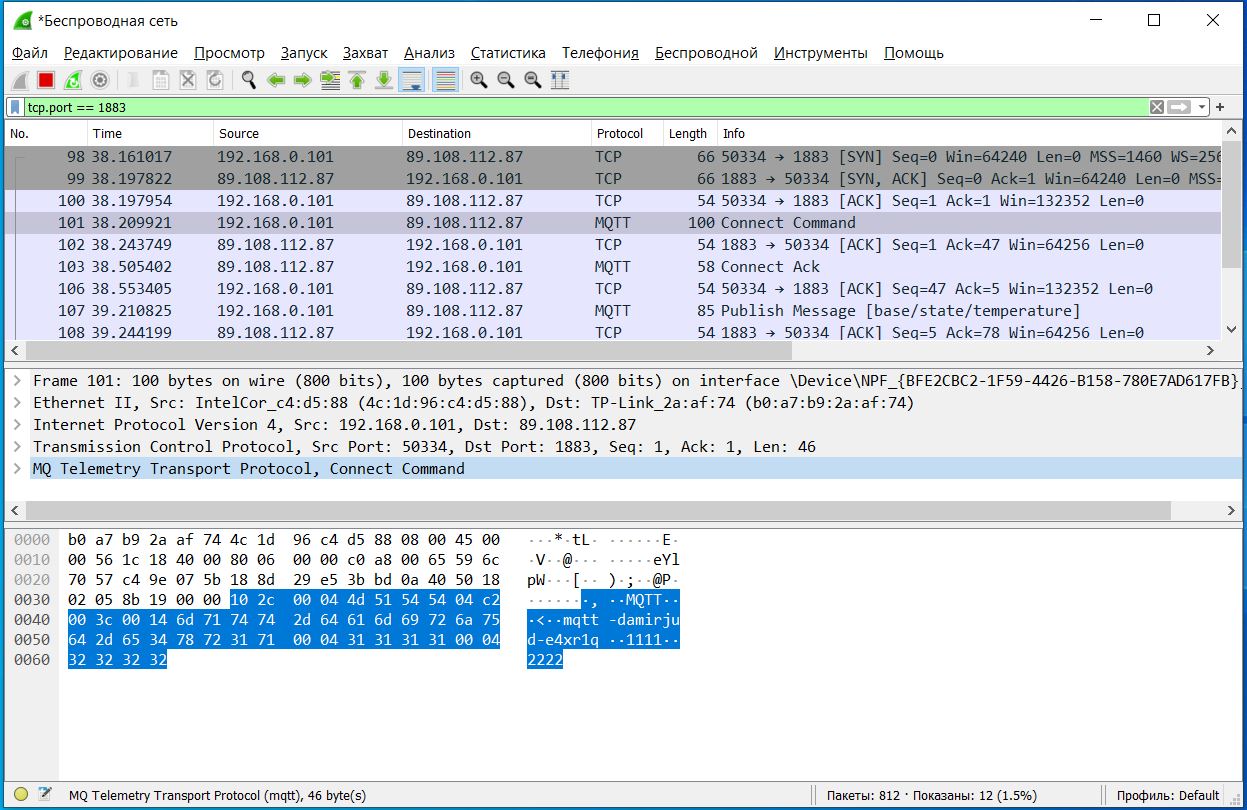 *Беспроводная сеть
Файл Редактирование Просмотр Запуск Захват Анализ Статистика Телефония Беспроводной Инструменты Помощь
tcp.port == 1883
No. Time Source Destination Protocol Length Info
98 38.161017 192.168.0.101 89.108.112.87 TCP 66 50334 → 1883 [SYN] Seq=0 Win=64240 Len=0 MSS=1460 WS=256
99 38.197822 89.108.112.87 192.168.0.101 TCP 66 1883 → 50334 [SYN, ACK] Seq=0 Ack=1 Win=64240 Len=0 MSS=
100 38.197954 192.168.0.101 89.108.112.87 TCP 54 50334 → 1883 [ACK] Seq=1 Ack=1 Win=132352 Len=0
101 38.209921 192.168.0.101 89.108.112.87 MQTT 100 Connect Command
102 38.243749 89.108.112.87 192.168.0.101 TCP 54 1883 → 50334 [ACK] Seq=1 Ack=47 Win=64256 Len=0
103 38.505402 89.108.112.87 192.168.0.101 MQTT 58 Connect Ack
106 38.553405 192.168.0.101 89.108.112.87 TCP 54 50334 → 1883 [ACK] Seq=47 Ack=5 Win=132352 Len=0
107 39.210825 192.168.0.101 89.108.112.87 MQTT 85 Publish Message [base/state/temperature]
108 39.244199 89.108.112.87 192.168.0.101 TCP 54 1883 → 50334 [ACK] Seq=5 Ack=78 Win=64256 Len=0
Frame 101: 100 bytes on wire (800 bits), 100 bytes captured (800 bits) on interface \Device\NPF_{BFE2CBC2-1F59-4426-B158-780E7AD617FB},
Ethernet II, Src: IntelCor_c4:d5:88 (4c:1d:96:c4:d5:88), Dst: TP-Link_2a:af:74 (b0:a7:b9:2a:af:74)
Internet Protocol Version 4, Src: 192.168.0.101, Dst: 89.108.112.87
Transmission Control Protocol, Src Port: 50334, Dst Port: 1883, Seq: 1, Ack: 1, Len: 46
MQ Telemetry Transport Protocol, Connect Command
0000 b0 a7 b9 2a af 74 4c 1d 96 c4 d5 88 08 00 45 00 ···*·tL· ······E·
0010 00 56 1c 18 40 00 80 06 00 00 c0 a8 00 65 59 6c ·V··@··· ·····eYl
0020 70 57 c4 9e 07 5b 18 8d 29 e5 3b bd 0a 40 50 18 pW···[·· )·;··@P·
0030 02 05 8b 19 00 00 10 2c 00 04 4d 51 54 54 04 c2 ·······, ··MQTT··
0040 00 3c 00 14 6d 71 74 74 2d 64 61 6d 69 72 6a 75 ·<··mqtt -damirju
0050 64 2d 65 34 78 72 31 71 00 04 31 31 31 31 00 04 d-e4xr1q ··1111··
0060 32 32 32 32 2222
MQ Telemetry Transport Protocol (mqtt), 46 byte(s) Пакеты: 812 · Показаны: 12 (1.5%) Профиль: Default